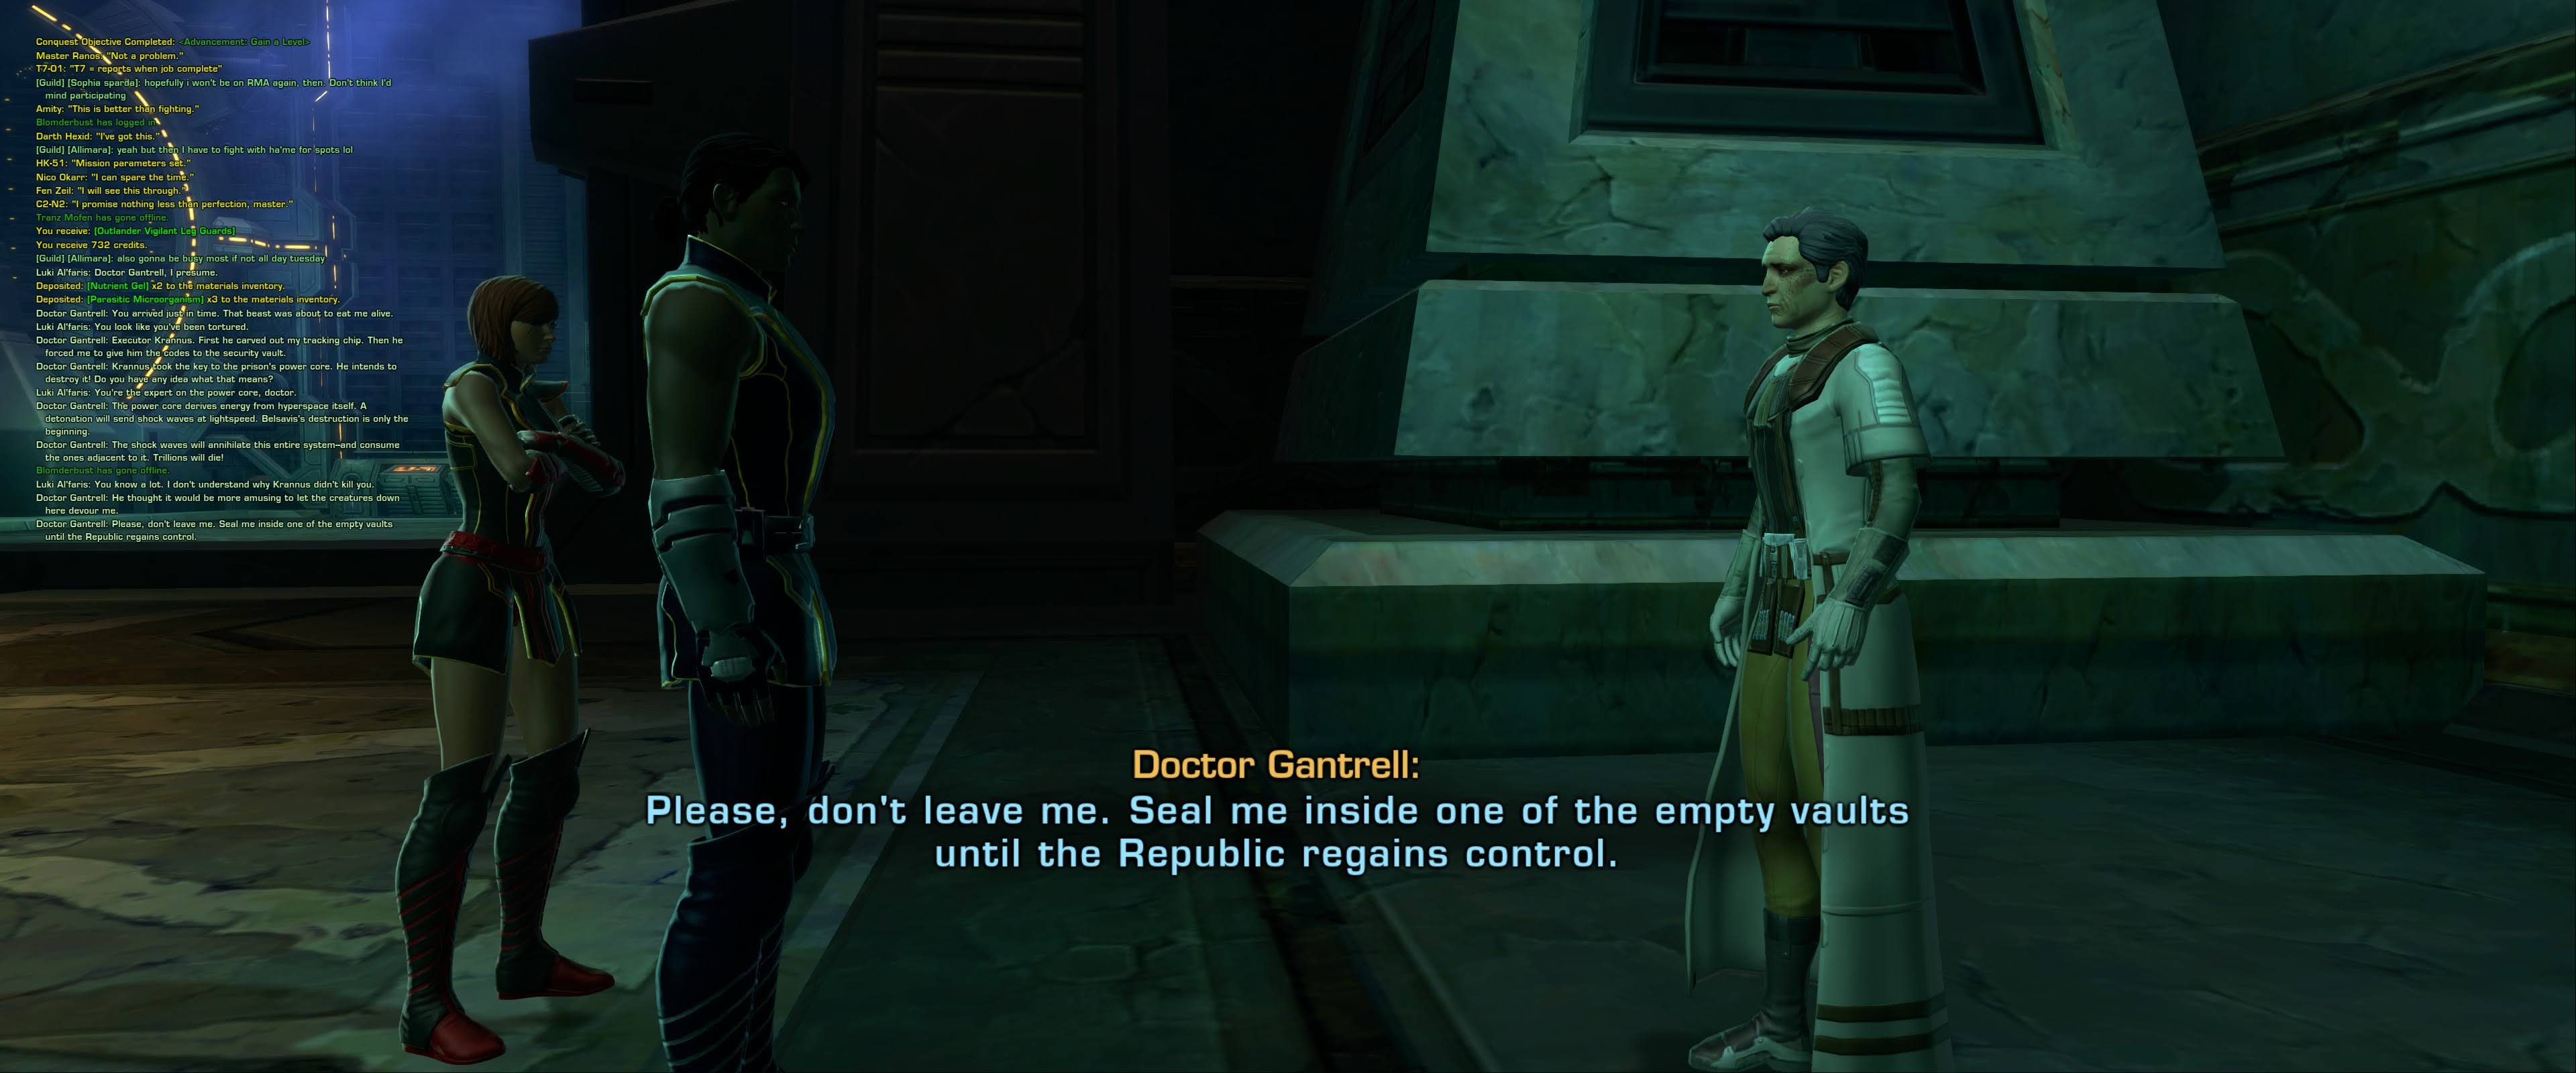 Conquest Objective Completed: <Advancement: Gain a Level>
Master Ranos: "Not a problem."
T7-01: "T7 = reports when job complete"
[Guild] [Sophia sparda]: hopefully i won't be on RMA again, then. Don't think I'd
mind participating
Amity: "This is better than fighting."
Blomderbust has logged in.
Darth Hexid: "I've got this."
[Guild] [Allimara]: yeah but then I have to fight with ha'me for spots lol
HK-51: "Mission parameters set."
Nico Okarr: "I can spare the time."
Fen Zeil: "I will see this through."
C2-N2: "I promise nothing less than perfection, master."
Tranz Mofen has gone offline.
You receive: [Outlander Vigilant Leg Guards]
You receive 732 credits.
[Guild] [Allimara]: also gonna be busy most if not all day tuesday
Luki Al'faris: Doctor Gantrell, I presume.
Deposited: [Nutrient Gel] x2 to the materials inventory.
Deposited: [Parasitic Microorganism] x3 to the materials inventory.
Doctor Gantrell: You arrived just in time. That beast was about to eat me alive.
Luki Al'faris: You look like you've been tortured.
Doctor Gantrell: Executor Krannus. First he carved out my tracking chip. Then he
forced me to give him the codes to the security vault.
Doctor Gantrell: Krannus took the key to the prison's power core. He intends to
destroy it! Do you have any idea what that means?
Luki Al'faris: You're the expert on the power core, doctor.
Doctor Gantrell: The power core derives energy from hyperspace itself. A
detonation will send shock waves at lightspeed. Belsavis's destruction is only the
beginning.
Doctor Gantrell: The shock waves will annihilate this entire system--and consume
the ones adjacent to it. Trillions will die!
Blomderbust has gone offline.
Luki Al'faris: You know a lot. I don't understand why Krannus didn't kill you.
Doctor Gantrell: He thought it would be more amusing to let the creatures down
here devour me.
Doctor Gantrell: Please, don't leave me. Seal me inside one of the empty vaults
until the Republic regains control.
Doctor Gantrell:
Please, don't leave me. Seal me inside one of the empty vaults
until the Republic regains control.